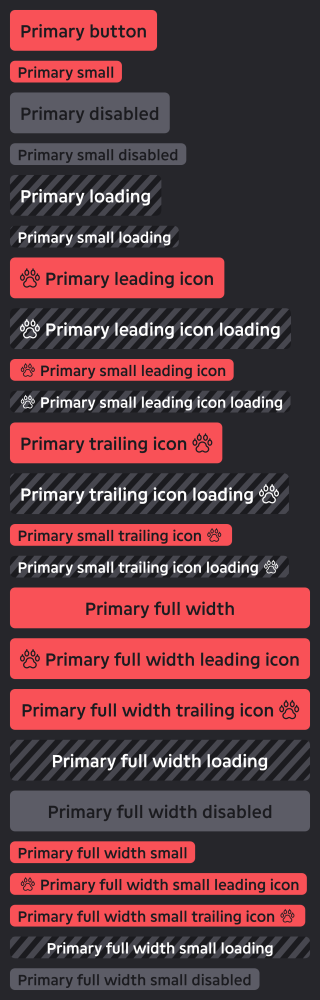 Primary button
Primary small
Primary disabled
Primary small disabled
Primary loading
Primary small loading
Primary leading icon
Primary leading icon loading
Primary small leading icon
Primary small leading icon loading
Primary trailing icon
Primary trailing icon loading
Primary small trailing icon
Primary small trailing icon loading
Primary full width
Primary full width leading icon
Primary full width trailing icon
Primary full width loading
Primary full width disabled
Primary full width small
Primary full width small leading icon
Primary full width small trailing icon
Primary full width small loading
Primary full width small disabled